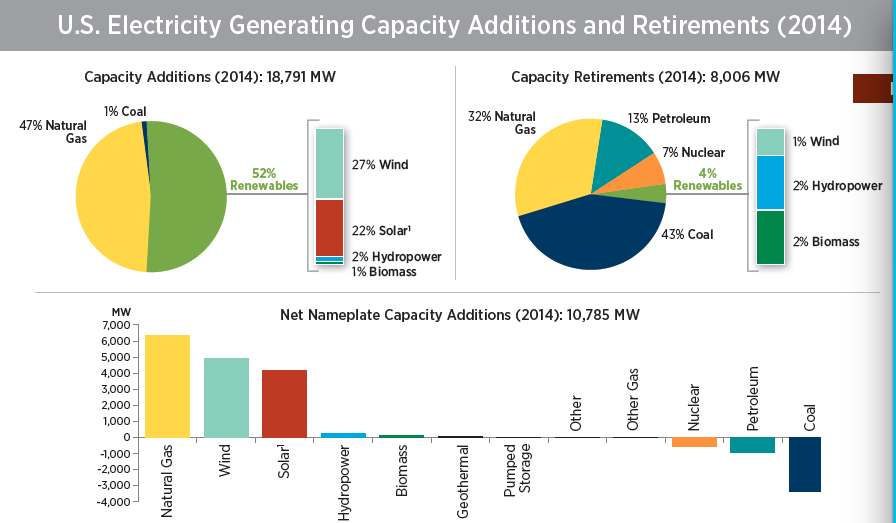 U.S. Electricity Generating Capacity Additions and Retirements (2014)
Capacity Additions (2014): 18,791 MW
1% Coal
47% Natural
Gas
52%
Renewables
27% Wind
22% Solar¹
2% Hydropower
1% Biomass
Capacity Retirements (2014): 8,006 MW
32% Natural
Gas
13% Petroleum
7% Nuclear
4%
Renewables
43% Coal
1% Wind
2% Hydropower
2% Biomass
Net Nameplate Capacity Additions (2014): 10,785 MW
MW
7,000
6,000
5,000
4,000
3,000
2,000
1,000
0
-1,000
-2,000
-3,000
-4,000
Natural Gas
Wind
Solar¹
Hydropower
Biomass
Geothermal
Pumped
Storage
Other
Other Gas
Nuclear
Petroleum
Coal